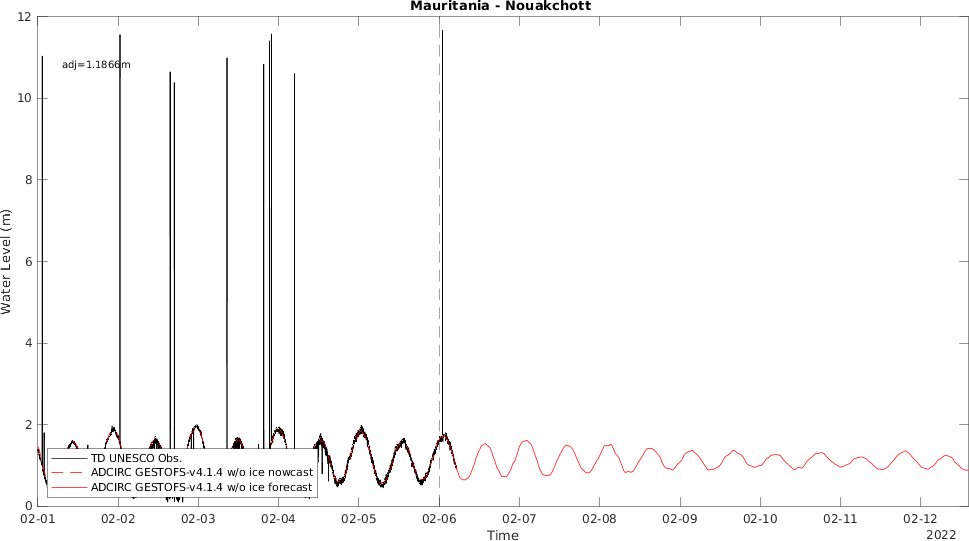 Mauritania - Nouakchott
12
adj=1.1866m
10
8
6
4
2
0
Water Level (m)
TD UNESCO Obs.
ADCIRC GESTOFS-v4.1.4 w/o ice nowcast
ADCIRC GESTOFS-v4.1.4 w/o ice forecast
02-01 02-02 02-03 02-04 02-05 02-06 02-07 02-08 02-09 02-10 02-11 02-12
Time
2022